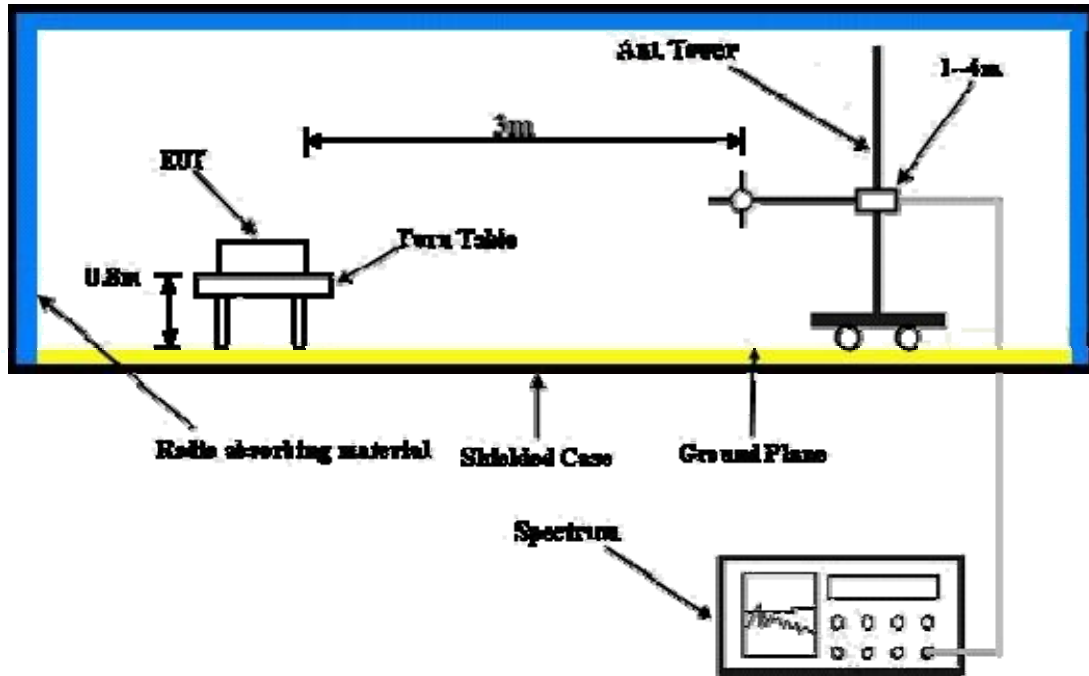 Ant. Tower
1-4m
3m
EUT
Turn Table
0.8m
Radio absorbing material
Shielded Case
Ground Plane
Spectrum